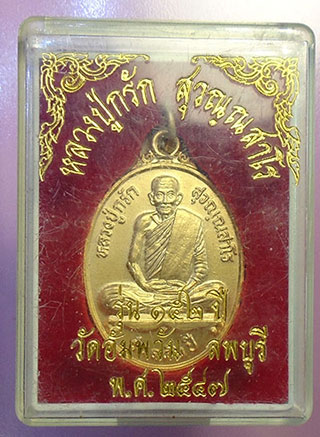 หลวงปู่กรัก สุวณฺณสาโร
หลวงปู่กรัก สุวณฺณสาโร
รุ่น ๑๕๒ ปี
วัดอัมพวัน ลพบุรี
พ.ศ.๒๕๔๗